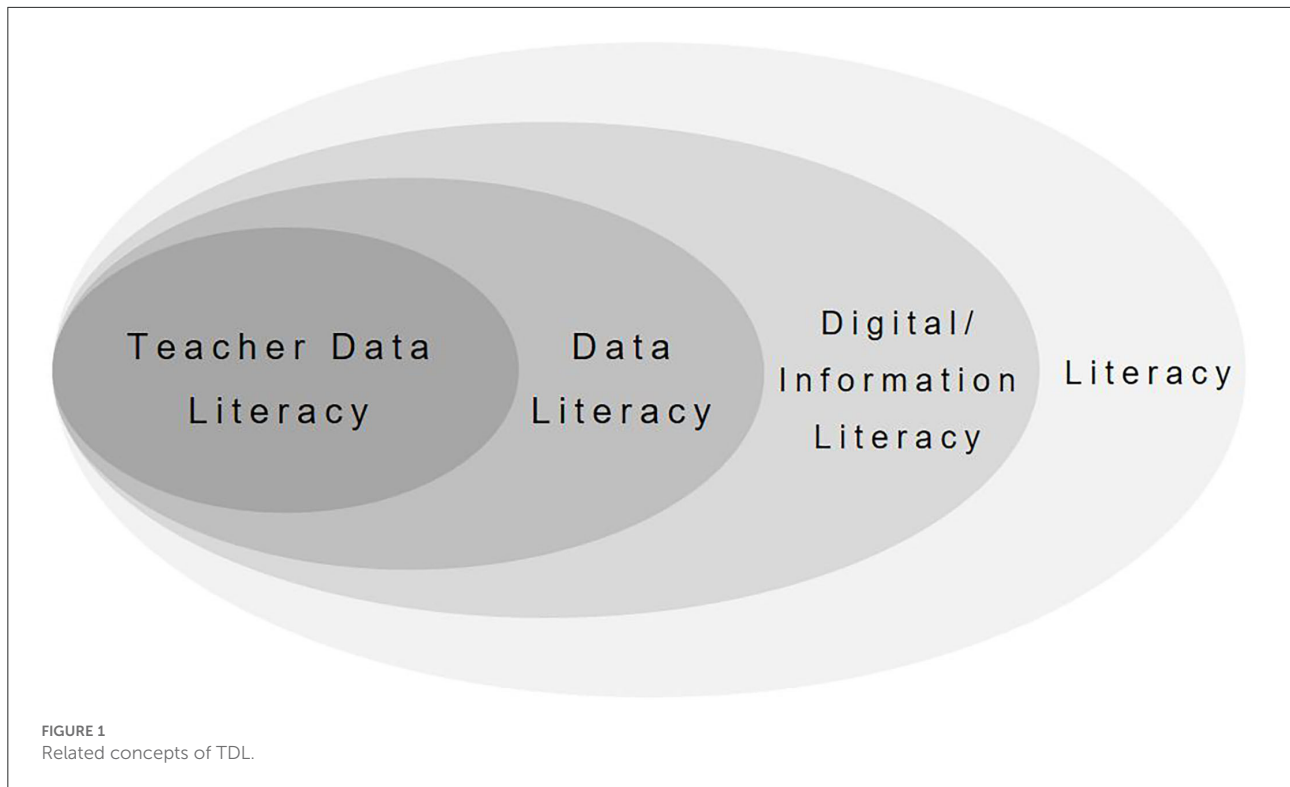 Teacher Data
Literacy
Data
Literacy
Digital/
Information
Literacy
Literacy
FIGURE 1
Related concepts of TDL.